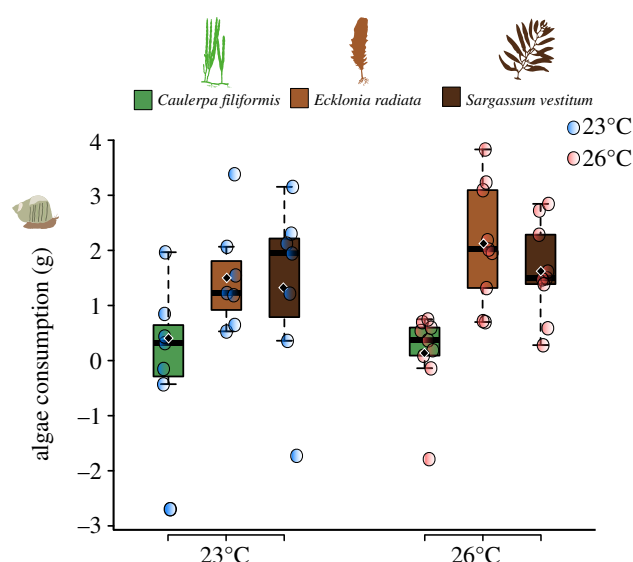 Caulerpa filiformis Ecklonia radiata Sargassum vestitum
23°C
26°C
algae consumption (g)
4
3
2
1
0
–1
–2
–3
23°C 26°C